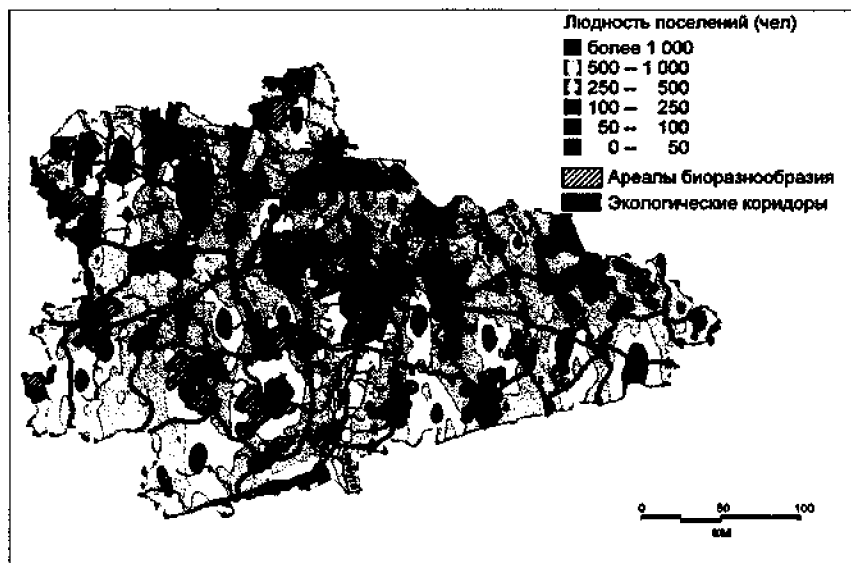 Людность поселений (чел)
более 1 000
500 – 1 000
250 – 500
100 – 250
50 – 100
0 – 50
Ареалы биоразнообразия
Экологические коридоры
0 50 100
км